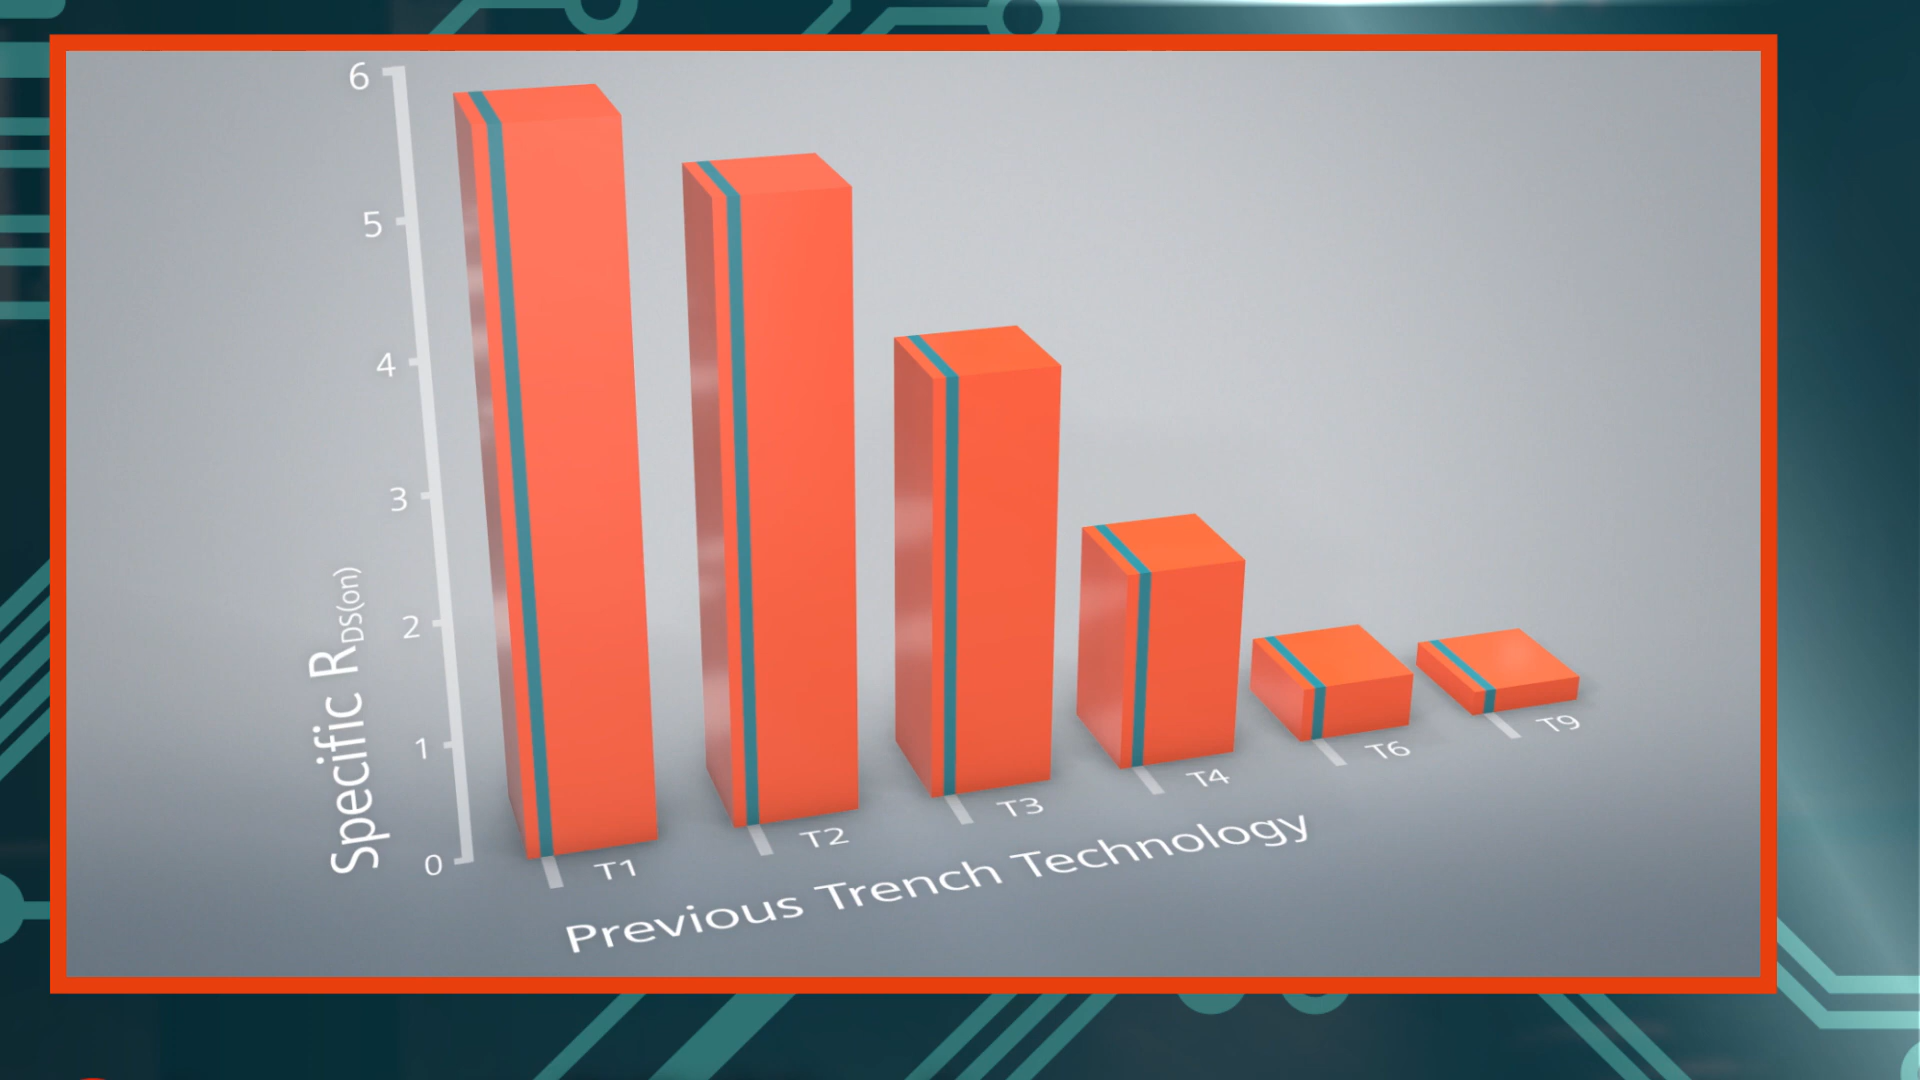 6
5
4
3
2
1
0
Specific RDS(on)
T1
T2
T3
T4
T6
T9
Previous Trench Technology